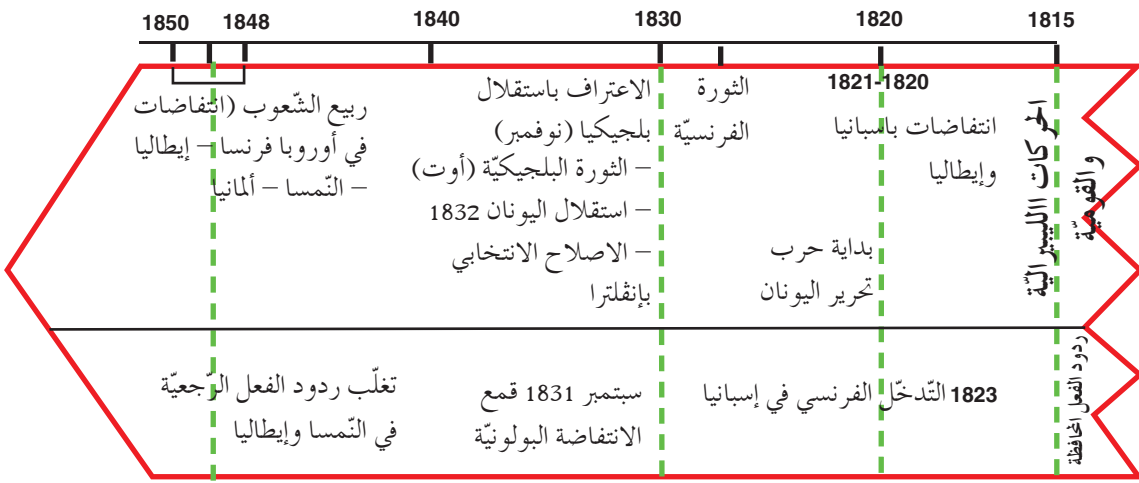 1815
1820
1830
1840
1848
1850
الحركات الليبراليّة
والقوميّة
1820-1821
انتفاضات باسبانيا
وإيطاليا
بداية حرب
تحرير اليونان
الثورة
الفرنسيّة
الاعتراف باستقلال
بلجيكيا (نوفمبر)
– الثورة البلجيكيّة (أوت)
– استقلال اليونان 1832
– الاصلاح الانتخابي
بإنڤلترا
ربيع الشّعوب (انتفاضات
في أوروبا فرنسا – إيطاليا
– النّمسا – ألمانيا
ردود الفعل المحافظة
1823 التّدخّل الفرنسي في إسبانيا
سبتمبر 1831 قمع
الانتفاضة البولونيّة
تغلّب ردود الفعل الرّجعيّة
في النّمسا وإيطاليا